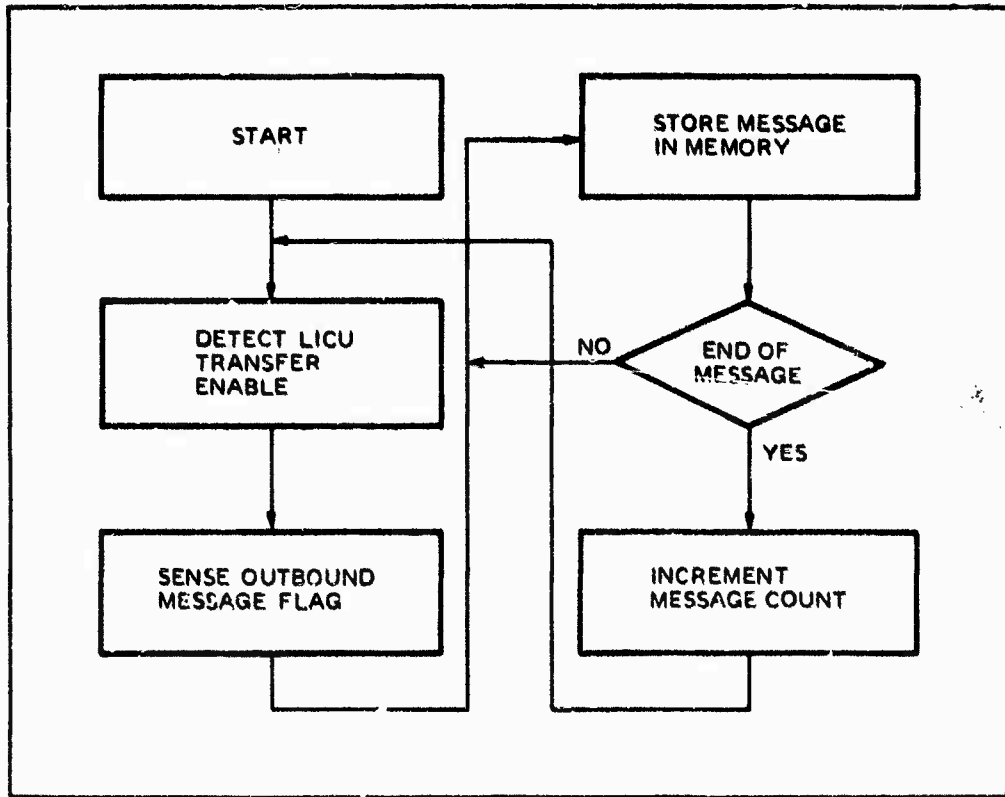 START
DETECT LICU
TRANSFER
ENABLE
SENSE OUTBOUND
MESSAGE FLAG
STORE MESSAGE
IN MEMORY
END OF
MESSAGE
NO
YES
INCREMENT
MESSAGE COUNT